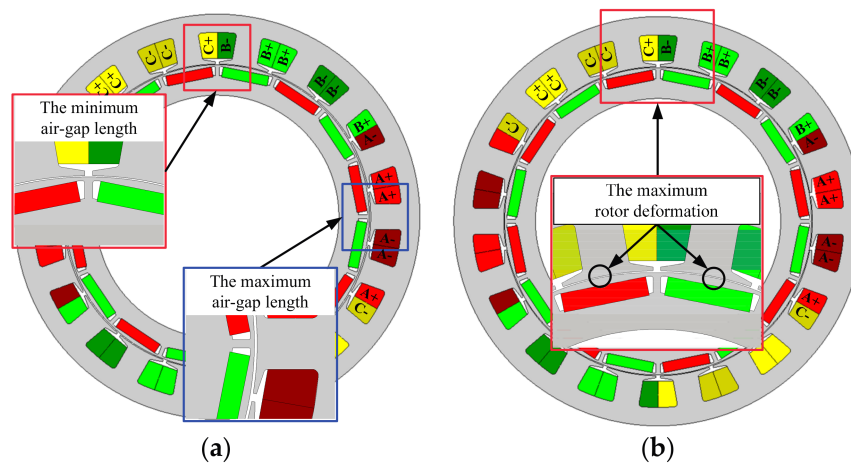 C+ B-
C- C-
B+ B+
C+ C+
B- B-
B+ A-
A+ A+
A- A-
A+ C-
The minimum
air-gap length
The maximum
air-gap length
(a)
C+ B-
C- C-
B+ B+
C+ C+
B- B-
C-
B+ A-
A+ A+
A- A-
A+ C-
The maximum
rotor deformation
(b)